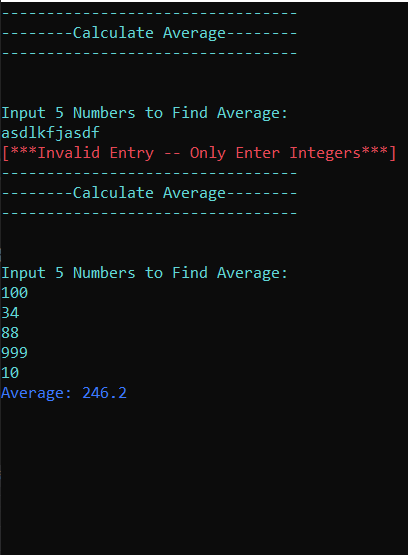 ---------------------------------
--------Calculate Average--------
---------------------------------
Input 5 Numbers to Find Average:
asdlkfjasdf
[***Invalid Entry -- Only Enter Integers***]
---------------------------------
--------Calculate Average--------
---------------------------------
Input 5 Numbers to Find Average:
100
34
88
999
10
Average: 246.2